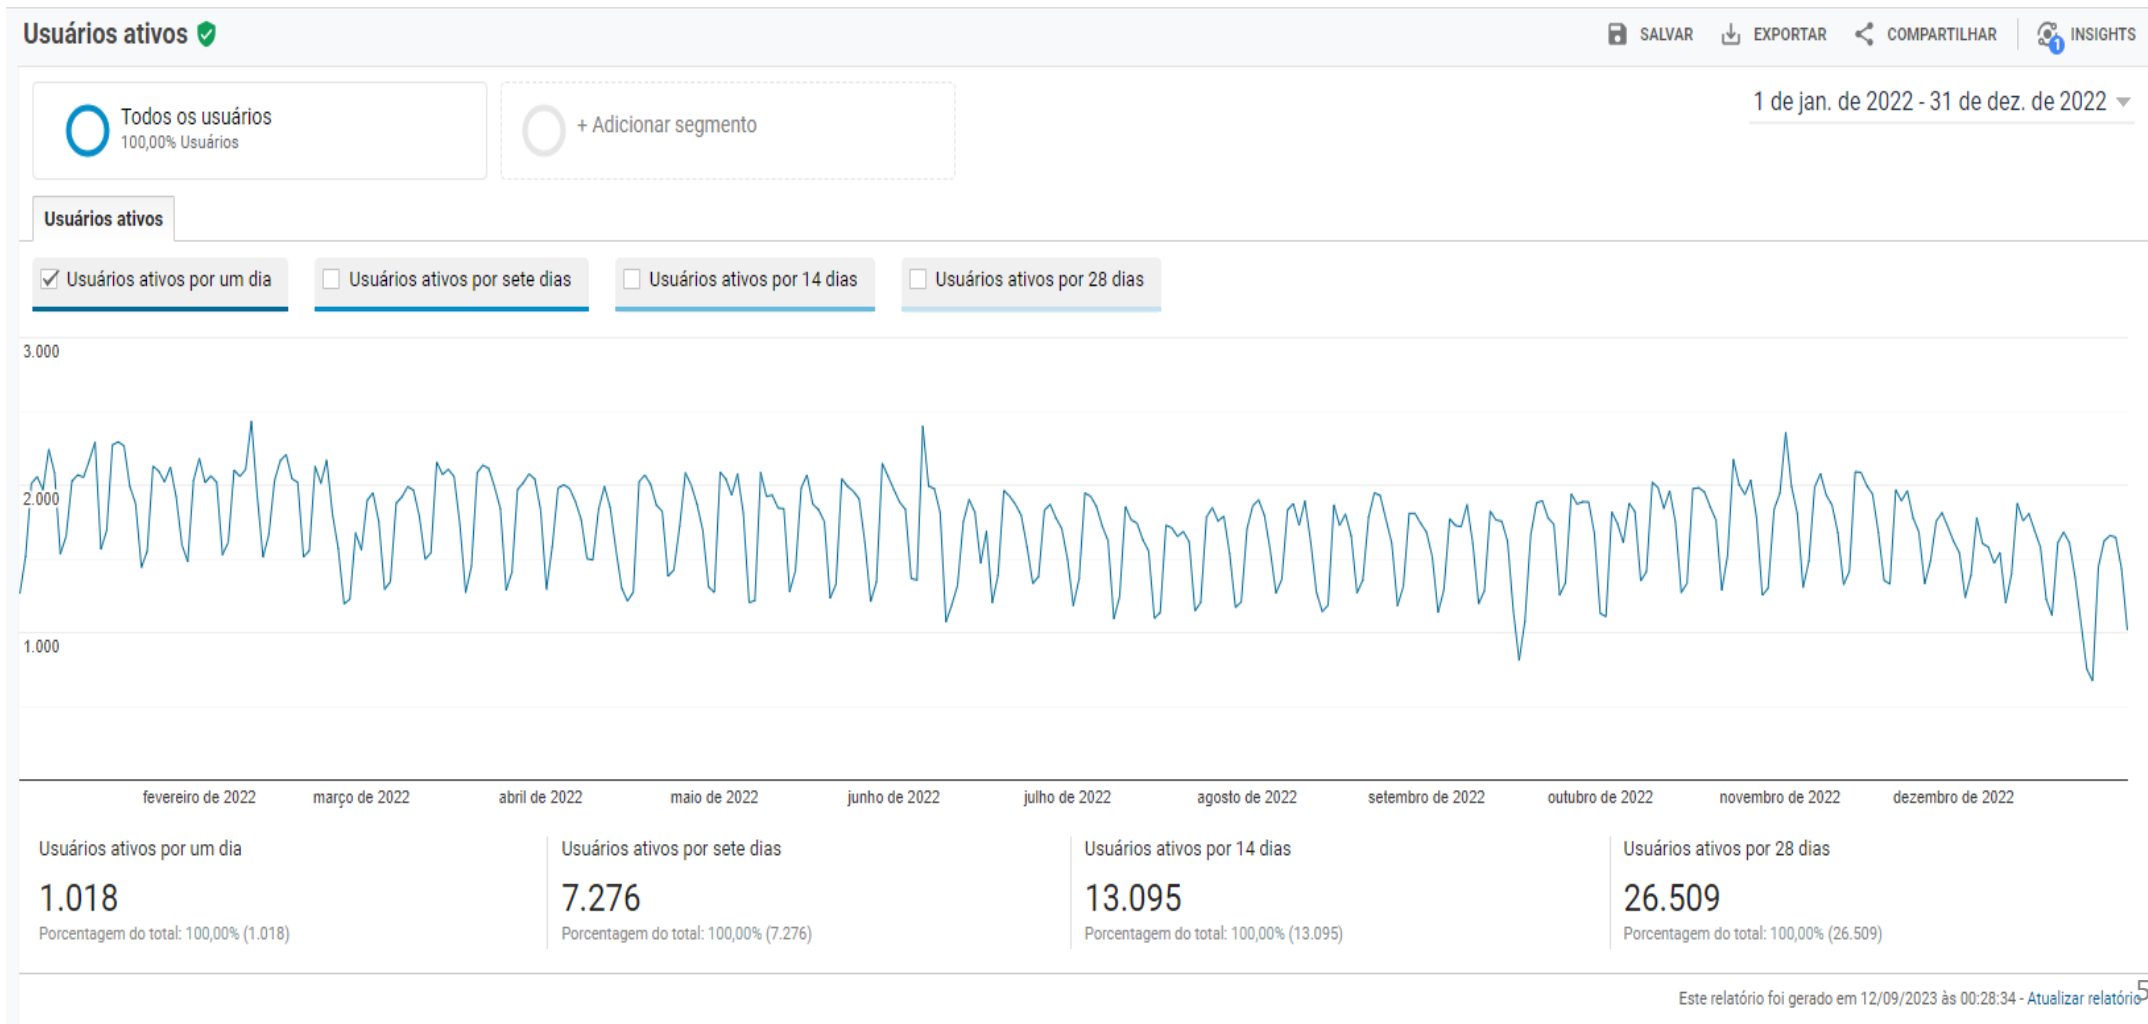 Usuários ativos
SALVAR
EXPORTAR
COMPARTILHAR
1
INSIGHTS
Todos os usuários
100,00% Usuários
+ Adicionar segmento
1 de jan. de 2022 - 31 de dez. de 2022
Usuários ativos
Usuários ativos por um dia
Usuários ativos por sete dias
Usuários ativos por 14 dias
Usuários ativos por 28 dias
3.000
2.000
1.000
fevereiro de 2022
março de 2022
abril de 2022
maio de 2022
junho de 2022
julho de 2022
agosto de 2022
setembro de 2022
outubro de 2022
novembro de 2022
dezembro de 2022
Usuários ativos por um dia
1.018
Porcentagem do total: 100,00% (1.018)
Usuários ativos por sete dias
7.276
Porcentagem do total: 100,00% (7.276)
Usuários ativos por 14 dias
13.095
Porcentagem do total: 100,00% (13.095)
Usuários ativos por 28 dias
26.509
Porcentagem do total: 100,00% (26.509)
Este relatório foi gerado em 12/09/2023 às 00:28:34 - Atualizar relatório
5